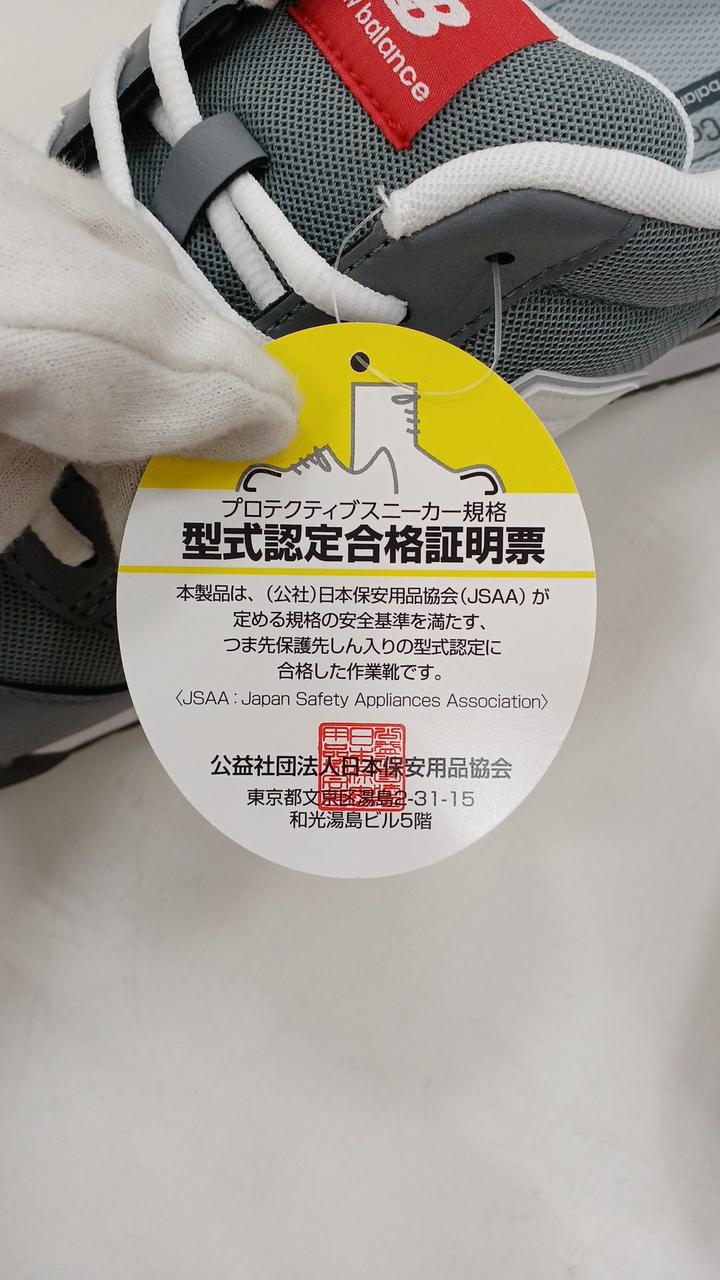 NB
new balance
プロテクティブスニーカー規格
型式認定合格証明票
本製品は、(公社)日本保安用品協会(JSAA)が
定める規格の安全基準を満たす、
つま先保護先しん入りの型式認定に
合格した作業靴です。
〈JSAA:Japan Safety Appliances Association〉
公益社団法人日本保安用品協会
東京都文京区湯島2-31-15
和光湯島ビル5階